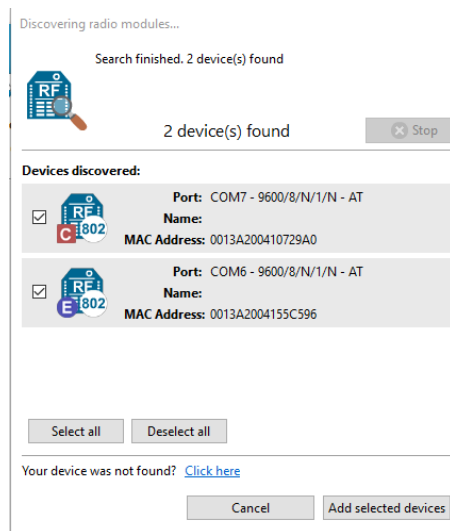 Discovering radio modules...
Search finished. 2 device(s) found
RF
2 device(s) found
Stop
Devices discovered:
Port: COM7 - 9600/8/N/1/N - AT
RF
802
C
Name:
MAC Address: 0013A200410729A0
Port: COM6 - 9600/8/N/1/N - AT
RF
802
E
Name:
MAC Address: 0013A2004155C596
Select all
Deselect all
Your device was not found? Click here
Cancel
Add selected devices